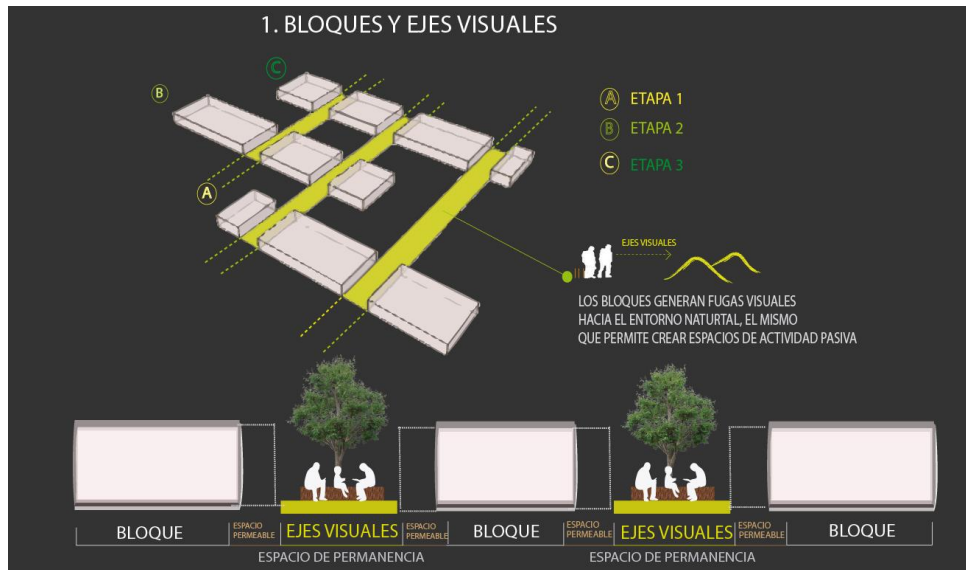 1. BLOQUES Y EJES VISUALES
C
B
A
A ETAPA 1
B ETAPA 2
C ETAPA 3
EJES VISUALES
LOS BLOQUES GENERAN FUGAS VISUALES
HACIA EL ENTORNO NATURTAL, EL MISMO
QUE PERMITE CREAR ESPACIOS DE ACTIVIDAD PASIVA
BLOQUE
ESPACIO
PERMEABLE
EJES VISUALES
ESPACIO
PERMEABLE
BLOQUE
ESPACIO
PERMEABLE
EJES VISUALES
ESPACIO
PERMEABLE
BLOQUE
ESPACIO DE PERMANENCIA
ESPACIO DE PERMANENCIA